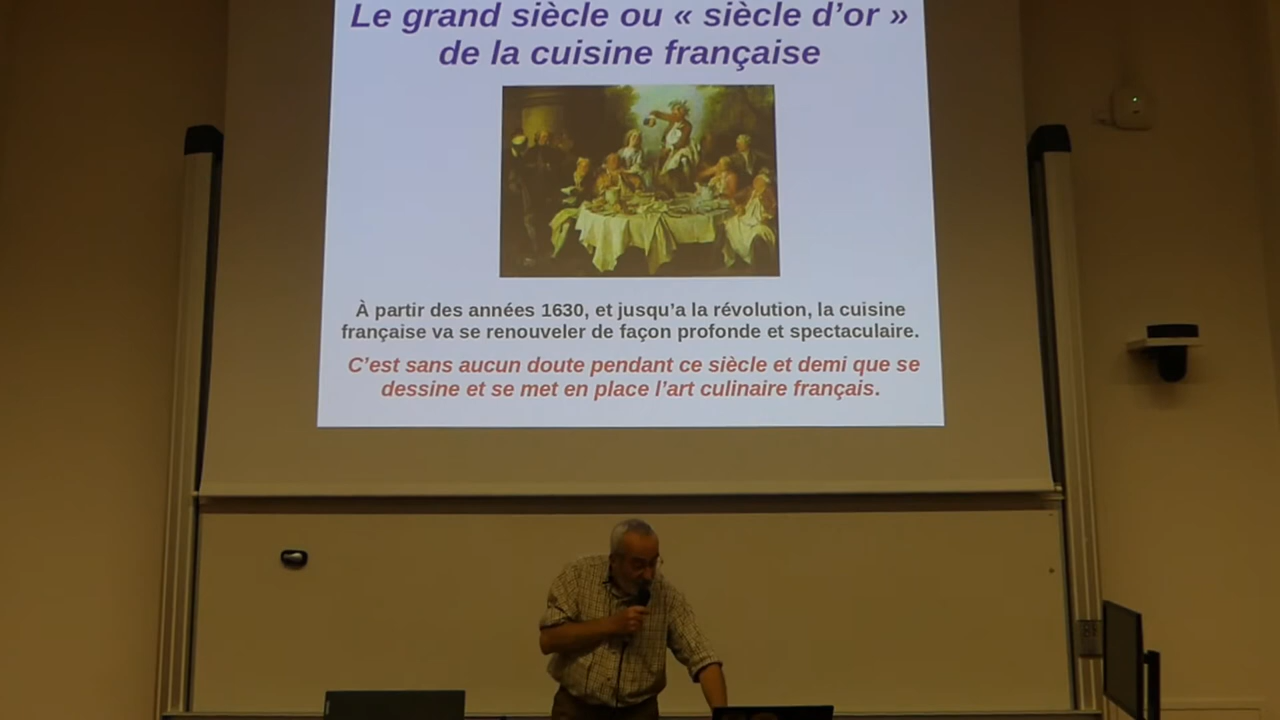 Le grand siècle ou « siècle d’or »
de la cuisine française
À partir des années 1630, et jusqu’a la révolution, la cuisine
française va se renouveler de façon profonde et spectaculaire.
C’est sans aucun doute pendant ce siècle et demi que se
dessine et se met en place l’art culinaire français.